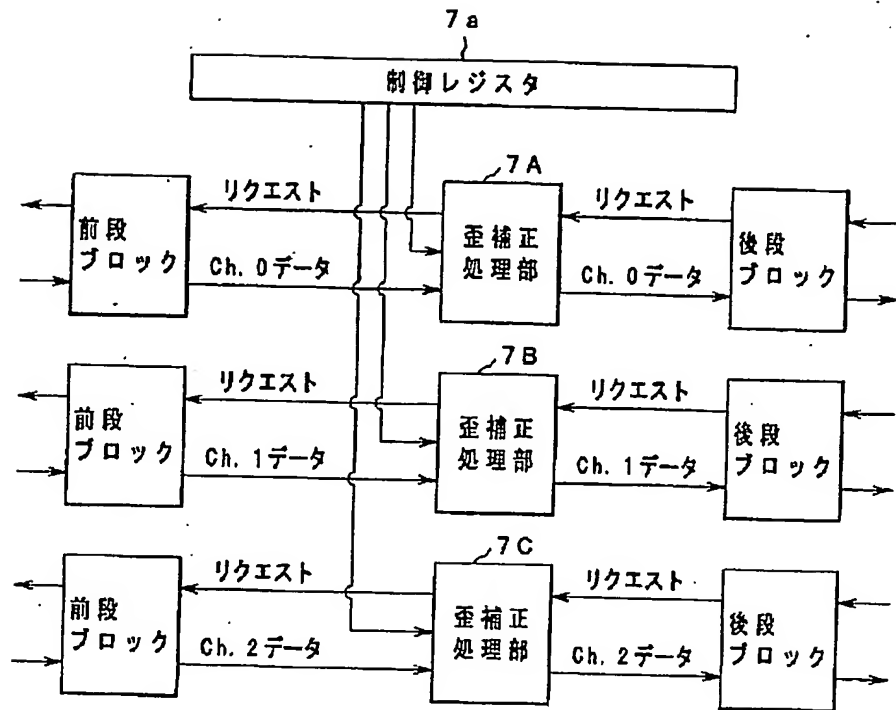 7a
制御レジスタ
7A
リクエスト
リクエスト
前段
ブロック
歪補正
処理部
後段
ブロック
Ch. 0データ
Ch. 0データ
7B
リクエスト
リクエスト
前段
ブロック
歪補正
処理部
後段
ブロック
Ch. 1データ
Ch. 1データ
7C
リクエスト
リクエスト
前段
ブロック
歪補正
処理部
後段
ブロック
Ch. 2データ
Ch. 2データ